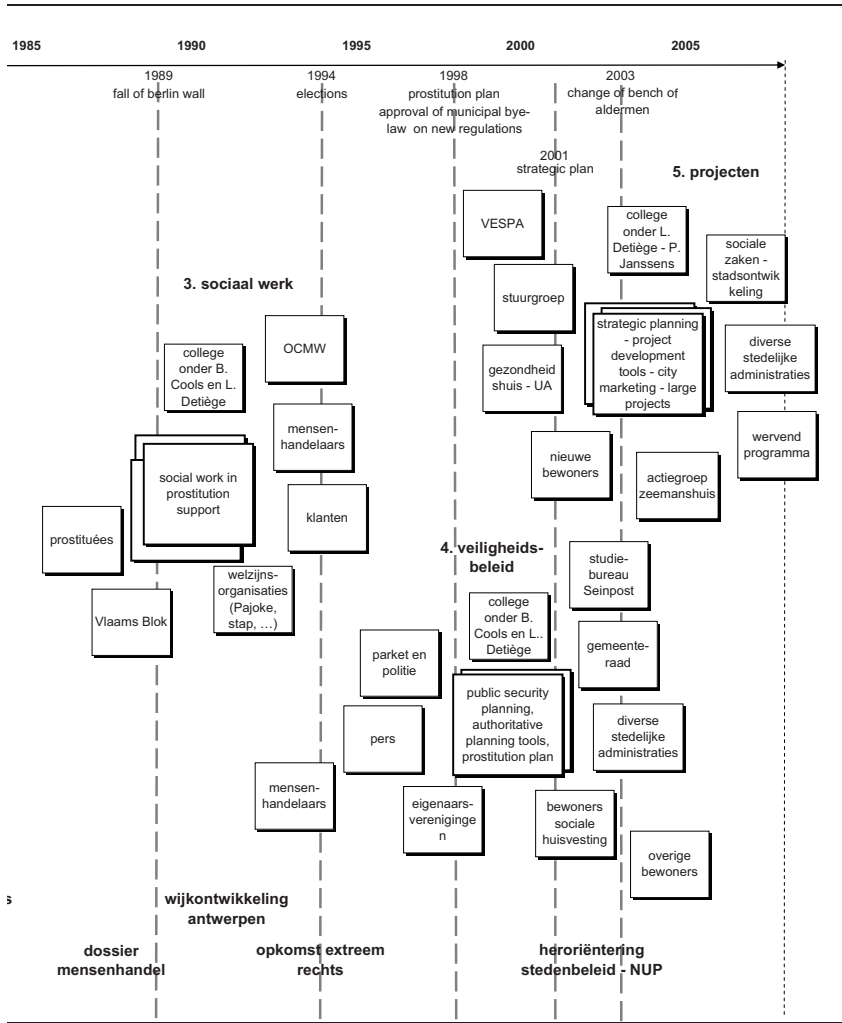 1985
1990
1995
2000
2005
1989
fall of berlin wall
1994
elections
1998
prostitution plan
approval of municipal bye-
law on new regulations
2003
change of bench of
aldermen
2001
strategic plan
5. projecten
VESPA
college
onder L.
Detiège - P.
Janssens
sociale
zaken -
stadsontwik
keling
3. sociaal werk
stuurgroep
OCMW
strategic planning
- project
development
tools - city
marketing - large
projects
diverse
stedelijke
administraties
college
onder B.
Cools en L.
Detiège
gezondheid
shuis - UA
mensen-
handelaars
wervend
programma
nieuwe
bewoners
social work in
prostitution
support
actiegroep
zeemanshuis
klanten
prostituées
4. veiligheids-
beleid
studie-
bureau
Seinpost
welzijns-
organisaties
(Pajoke,
stap, …)
Vlaams Blok
college
onder B.
Cools en L..
Detiège
gemeente-
raad
parket en
politie
public security
planning,
authoritative
planning tools,
prostitution plan
pers
diverse
stedelijke
administraties
mensen-
handelaars
eigenaars-
vereniginge
n
bewoners
sociale
huisvesting
overige
bewoners
s
wijkontwikkeling
antwerpen
dossier
mensenhandel
opkomst extreem
rechts
heroriëntering
stedenbeleid - NUP